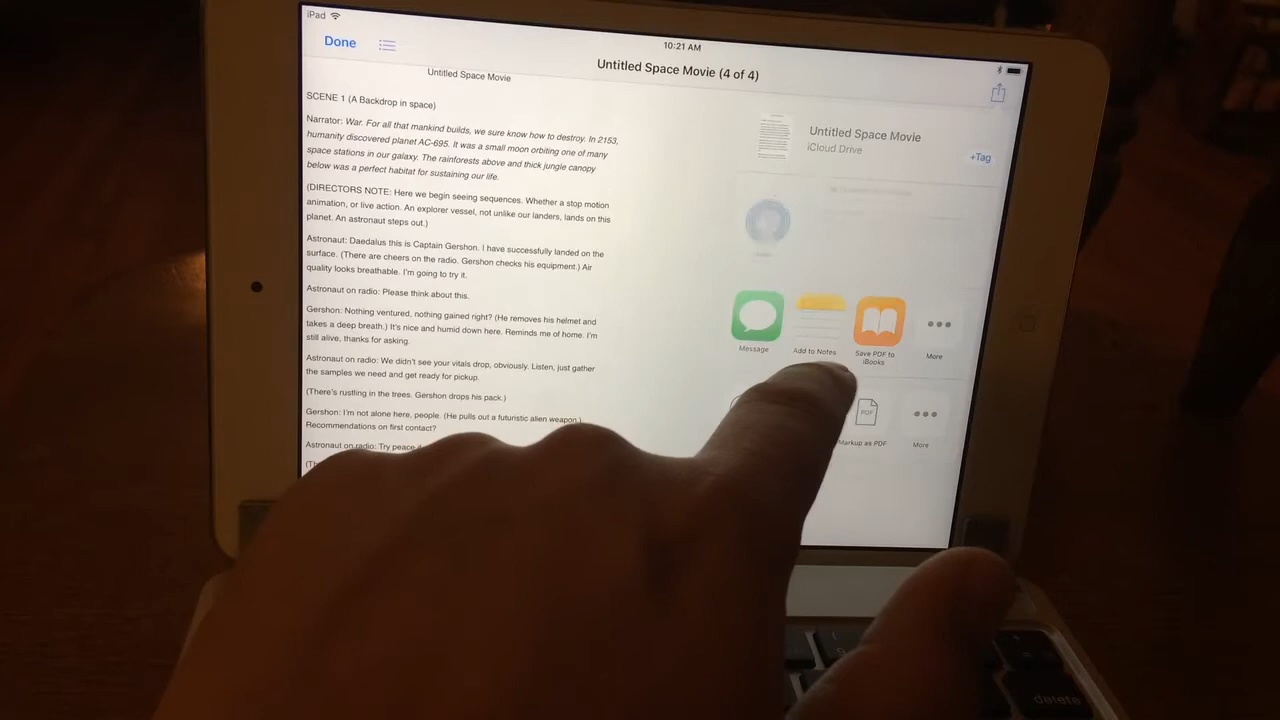 iPad
10:21 AM
Done
Untitled Space Movie (4 of 4)
Untitled Space Movie
SCENE 1 (A Backdrop in space)
Narrator: War. For all that mankind builds, we sure know how to destroy. In 2153,
humanity discovered planet AC-695. It was a small moon orbiting one of many
space stations in our galaxy. The rainforests above and thick jungle canopy
below was a perfect habitat for sustaining our life.
(DIRECTORS NOTE: Here we begin seeing sequences. Whether a stop motion
animation, or live action. An explorer vessel, not unlike our landers, lands on this
planet. An astronaut steps out.)
Astronaut: Daedalus this is Captain Gershon. I have successfully landed on the
surface. (There are cheers on the radio. Gershon checks his equipment.) Air
quality looks breathable. I'm going to try it.
Astronaut on radio: Please think about this.
Gershon: Nothing ventured, nothing gained right? (He removes his helmet and
takes a deep breath.) It's nice and humid down here. Reminds me of home. I'm
still alive, thanks for asking.
Astronaut on radio: We didn't see your vitals drop, obviously. Listen, just gather
the samples we need and get ready for pickup.
(There's rustling in the trees. Gershon drops his pack.)
Gershon: I'm not alone here, people. (He pulls out a futuristic alien weapon.)
Recommendations on first contact?
Astronaut on radio: Try peace
Untitled Space Movie
iCloud Drive
+Tag
Message
Add to Notes
Save PDF to
iBooks
More
PDF
Markup as PDF
More
delete